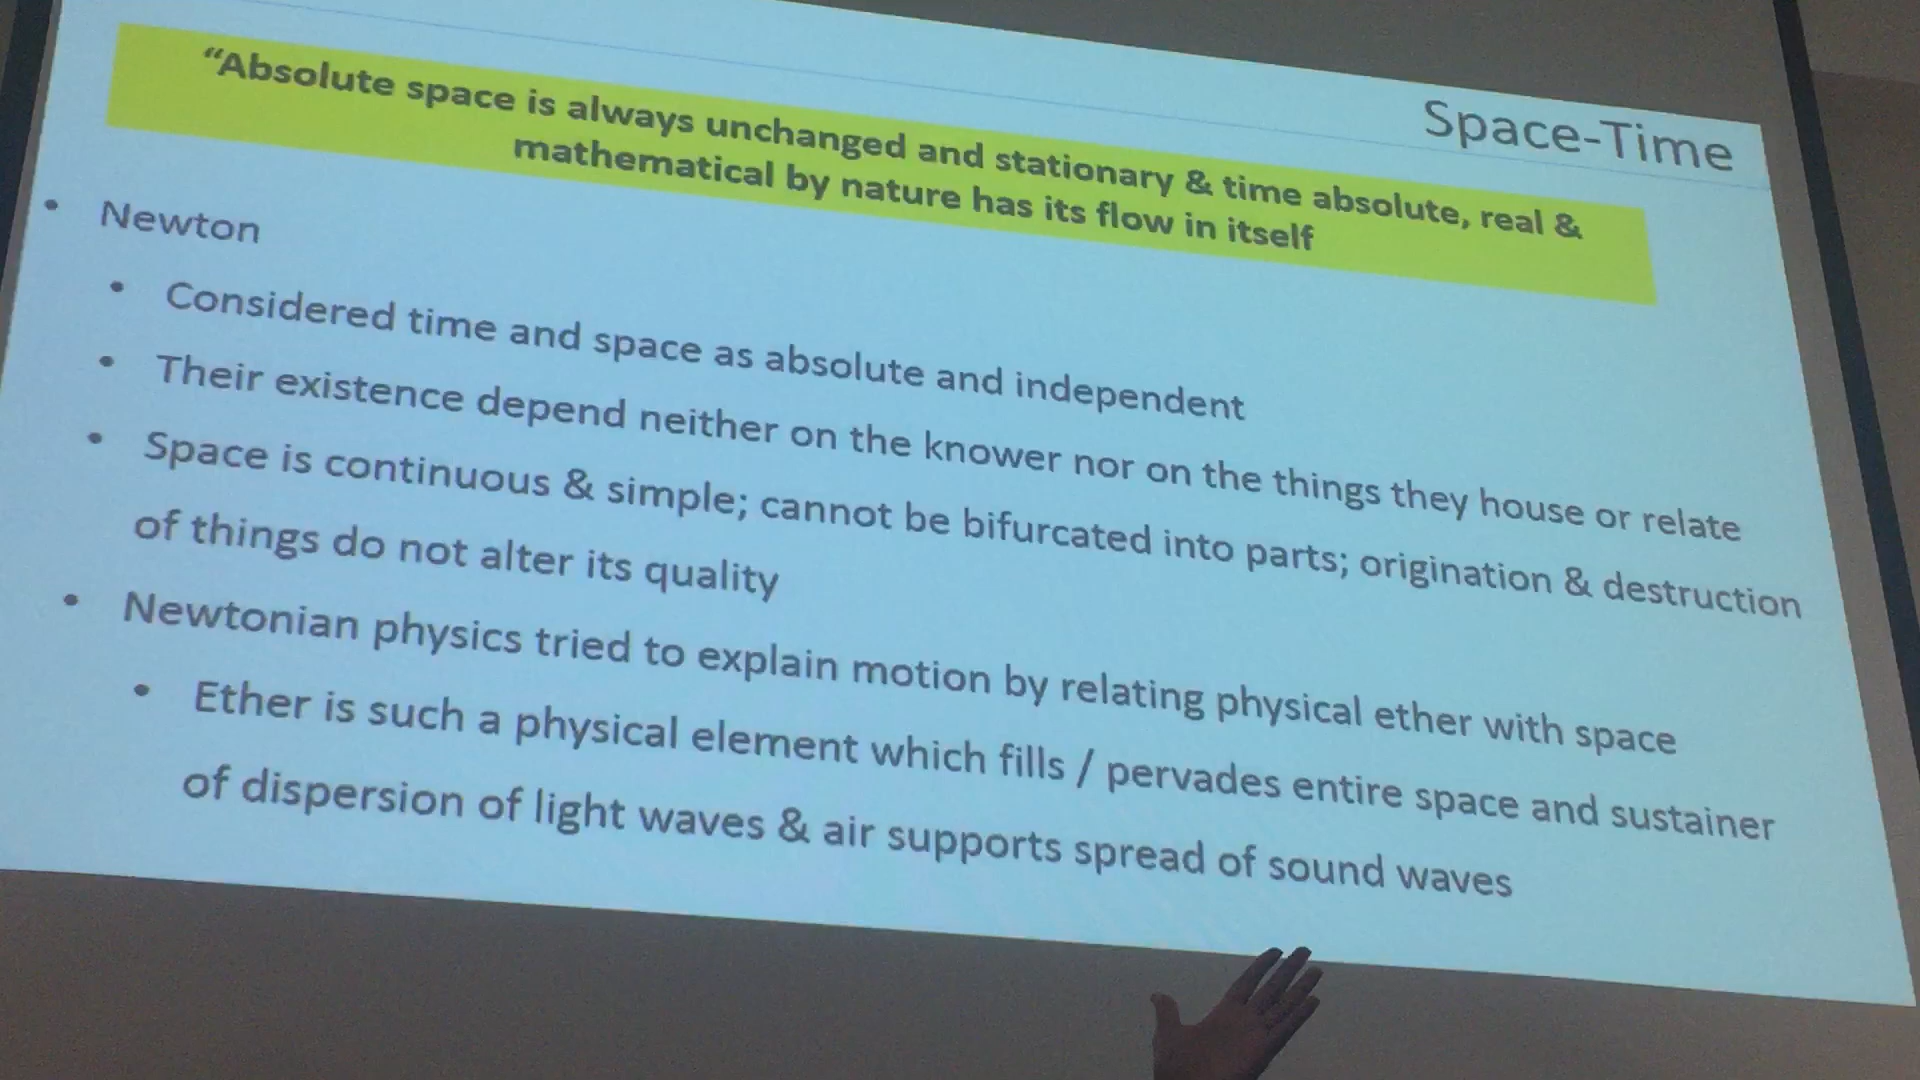 Space-Time
“Absolute space is always unchanged and stationary & time absolute, real &
mathematical by nature has its flow in itself
• Newton
• Considered time and space as absolute and independent
• Their existence depend neither on the knower nor on the things they house or relate
• Space is continuous & simple; cannot be bifurcated into parts; origination & destruction
of things do not alter its quality
• Newtonian physics tried to explain motion by relating physical ether with space
• Ether is such a physical element which fills / pervades entire space and sustainer
of dispersion of light waves & air supports spread of sound waves